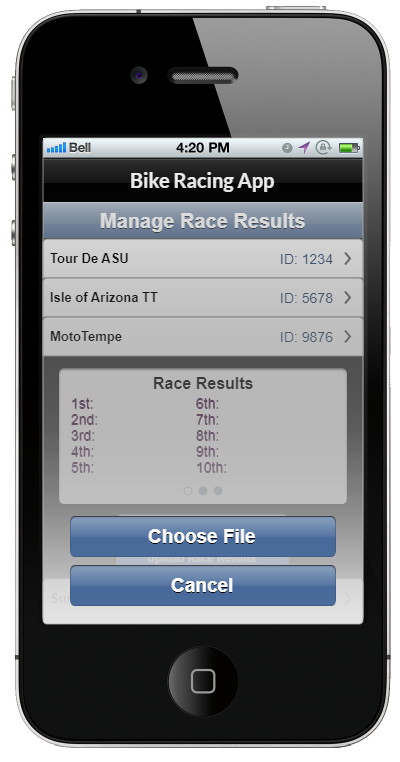 Bell 4:20 PM
Bike Racing App
Manage Race Results
Tour De ASU ID: 1234
Isle of Arizona TT ID: 5678
MotoTempe ID: 9876
Race Results
1st: 6th:
2nd: 7th:
3rd: 8th:
4th: 9th:
5th: 10th:
Choose File
Upload Race Results
Cancel